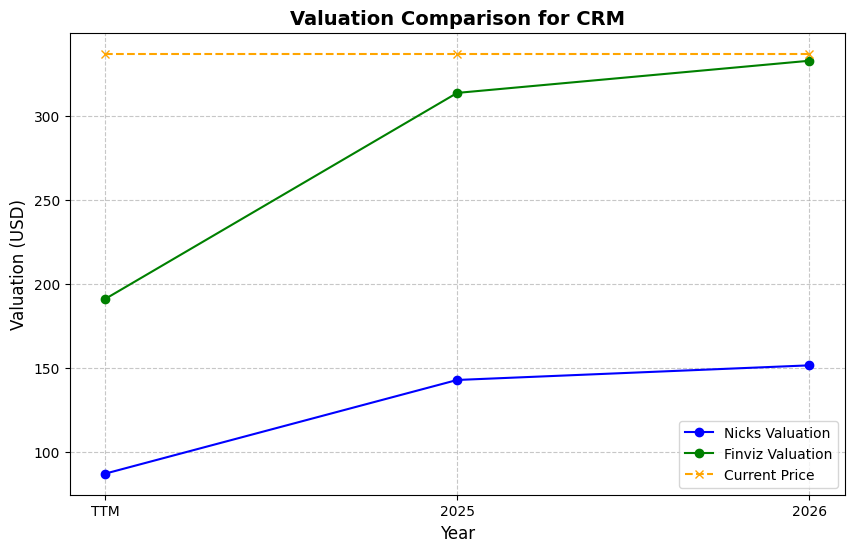 Valuation Comparison for CRM
Valuation (USD)
300
250
200
150
100
TTM
2025
2026
Year
Nicks Valuation
Finviz Valuation
Current Price